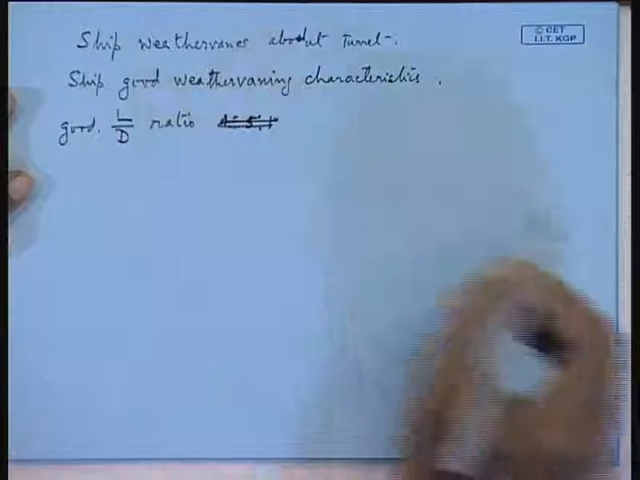 © CET
I.I.T. KGP
Ship weathervanes about Turret.
Ship good weathervaning characteristics.
good. L/D ratio